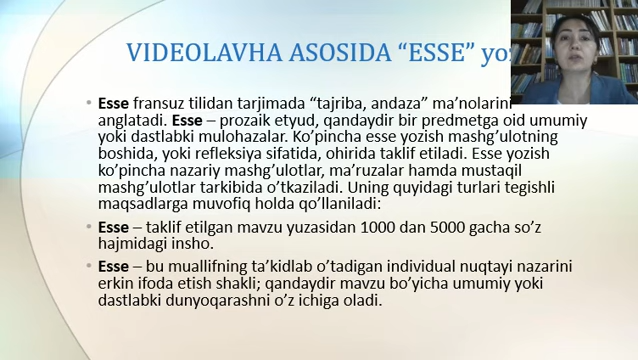 VIDEOLAVHA ASOSIDA “ESSE”
• Esse fransuz tilidan tarjimada “tajriba, andaza” ma’nolarini
anglatadi. Esse – prozaik etyud, qandaydir bir predmetga oid umumiy
yoki dastlabki mulohazalar. Ko’pincha esse yozish mashg’ulotning
boshida, yoki refleksiya sifatida, ohirida taklif etiladi. Esse yozish
ko’pincha nazariy mashg’ulotlar, ma’ruzalar hamda mustaqil
mashg’ulotlar tarkibida o’tkaziladi. Uning quyidagi turlari tegishli
maqsadlarga muvofiq holda qo’llaniladi:
• Esse – taklif etilgan mavzu yuzasidan 1000 dan 5000 gacha so’z
hajmidagi insho.
• Esse – bu muallifning ta’kidlab o’tadigan individual nuqtayi nazarini
erkin ifoda etish shakli; qandaydir mavzu bo’yicha umumiy yoki
dastlabki dunyoqarashni o’z ichiga oladi.